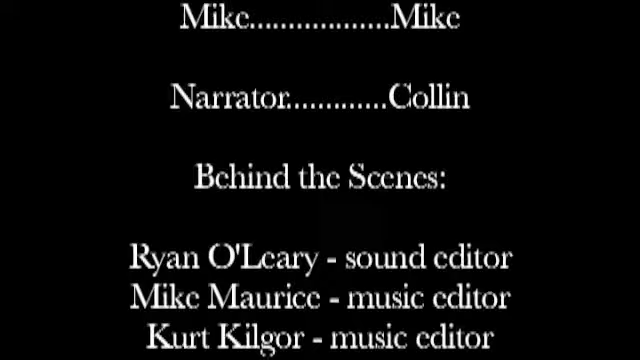 Mike..................Mike
Narrator.............Collin
Behind the Scenes:
Ryan O'Leary - sound editor
Mike Maurice - music editor
Kurt Kilgor - music editor